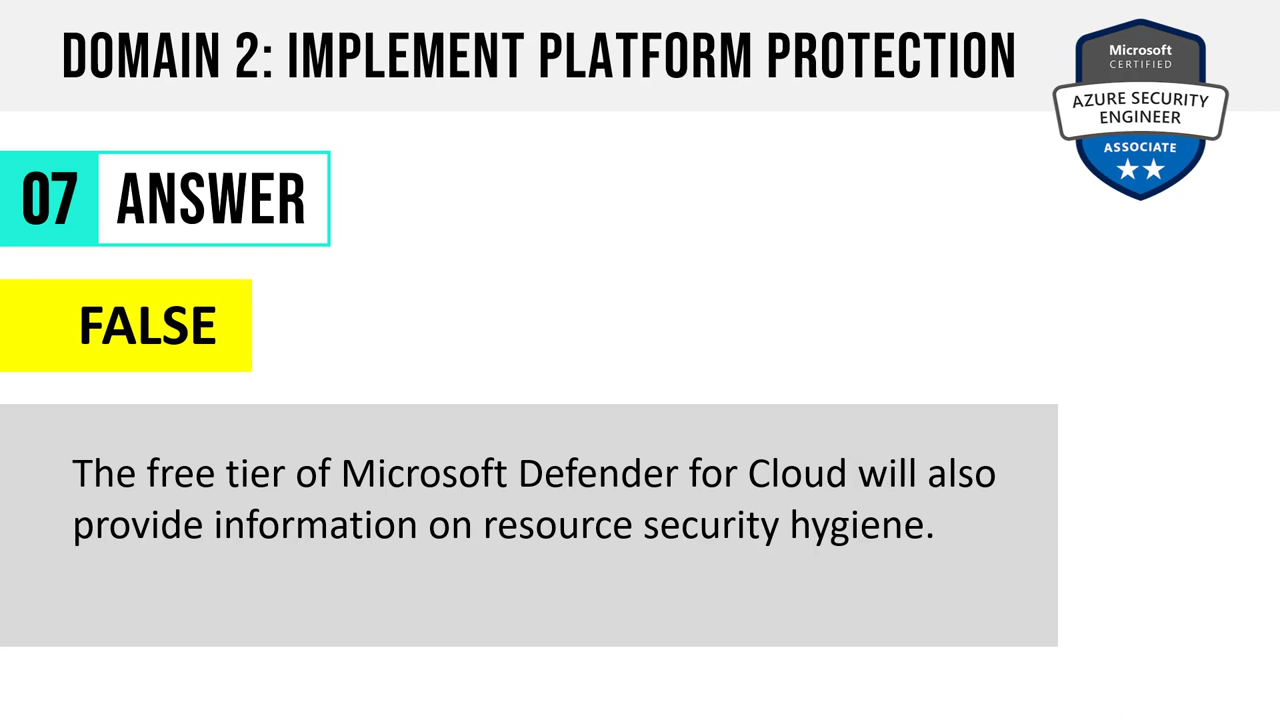 DOMAIN 2: IMPLEMENT PLATFORM PROTECTION
Microsoft
CERTIFIED
AZURE SECURITY
ENGINEER
ASSOCIATE
07 ANSWER
FALSE
The free tier of Microsoft Defender for Cloud will also
provide information on resource security hygiene.